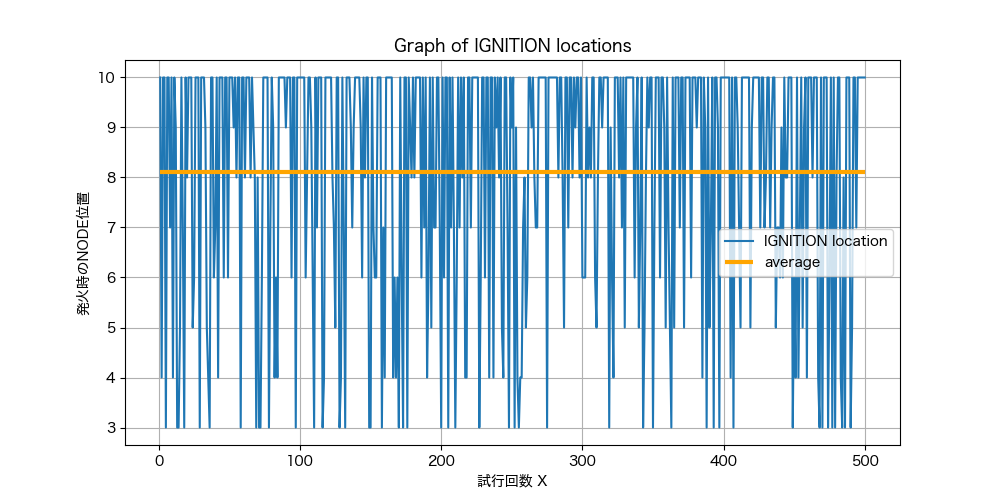 Graph of IGNITION locations
発火時のNODE位置
10
9
8
7
6
5
4
3
IGNITION location
average
0 100 200 300 400 500
試行回数 X